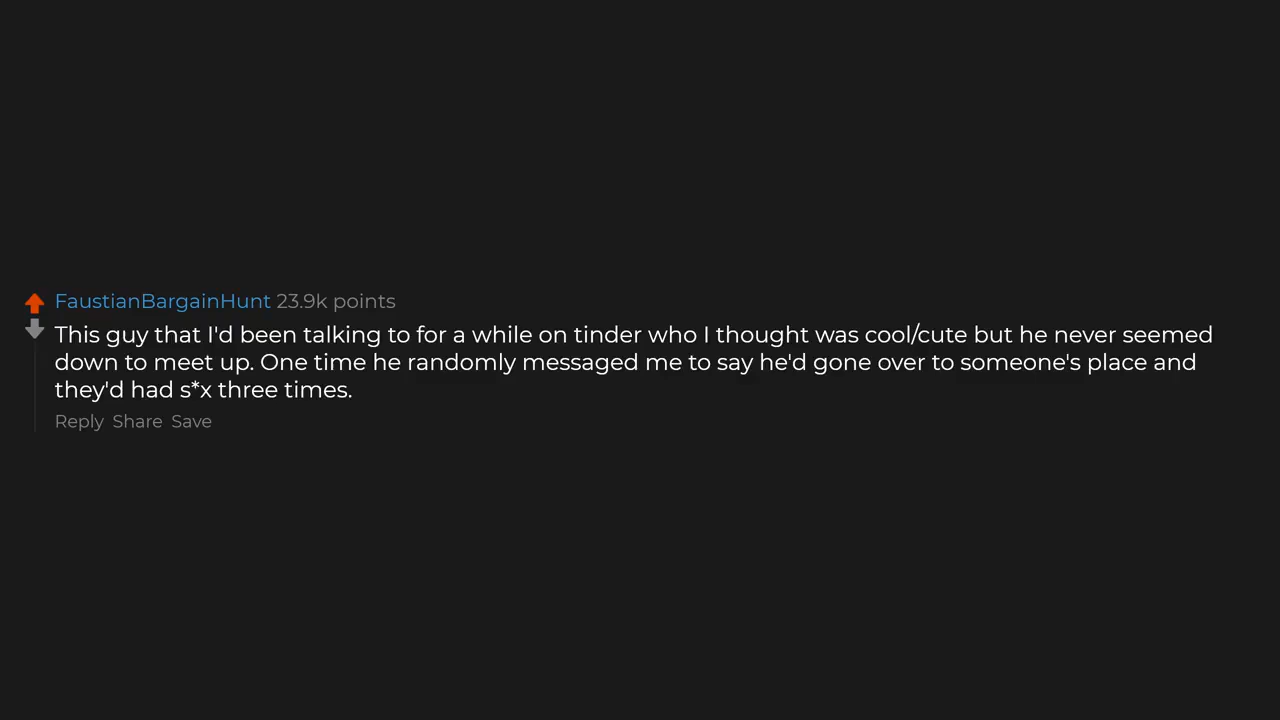 FaustianBargainHunt 23.9k points
This guy that I'd been talking to for a while on tinder who I thought was cool/cute but he never seemed
down to meet up. One time he randomly messaged me to say he'd gone over to someone's place and
they'd had s*x three times.
Reply Share Save